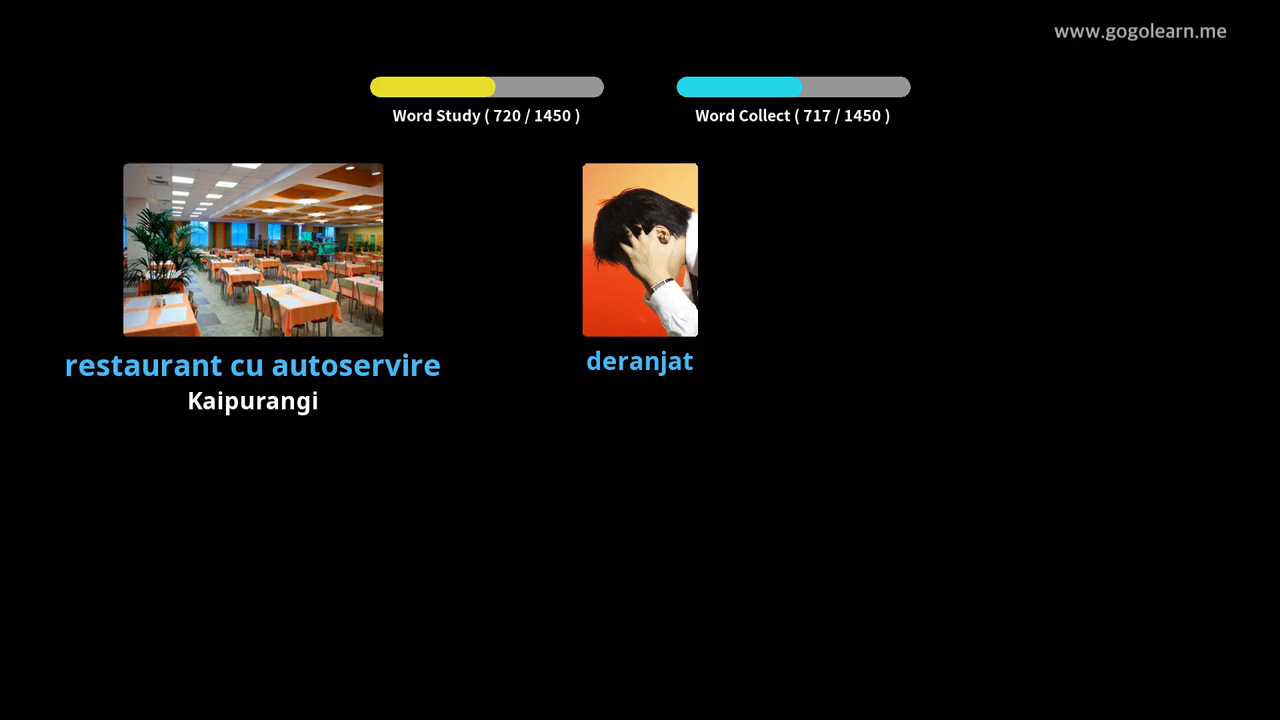 www.gogolearn.me
Word Study ( 720 / 1450 )
Word Collect ( 717 / 1450 )
restaurant cu autoservire
Kaipurangi
deranjat